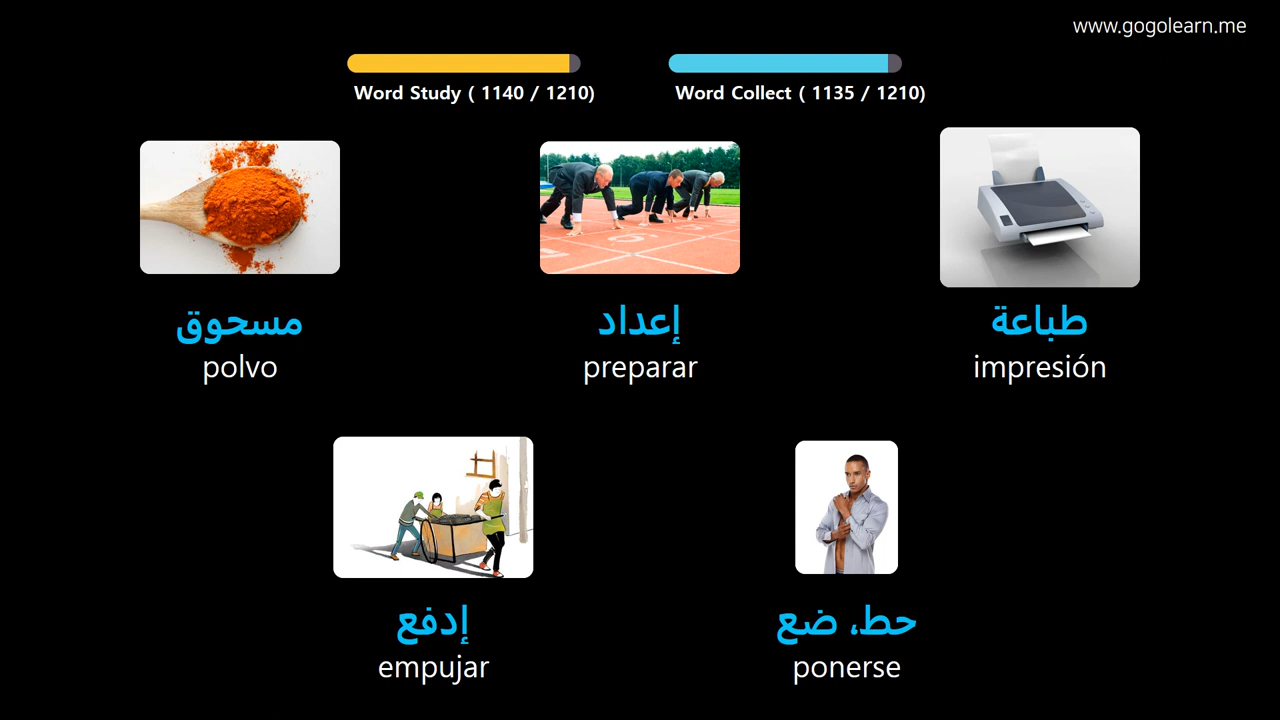 www.gogolearn.me
Word Study ( 1140 / 1210)
Word Collect ( 1135 / 1210)
مسحوق
polvo
إعداد
preparar
طباعة
impresión
إدفع
empujar
حط، ضع
ponerse